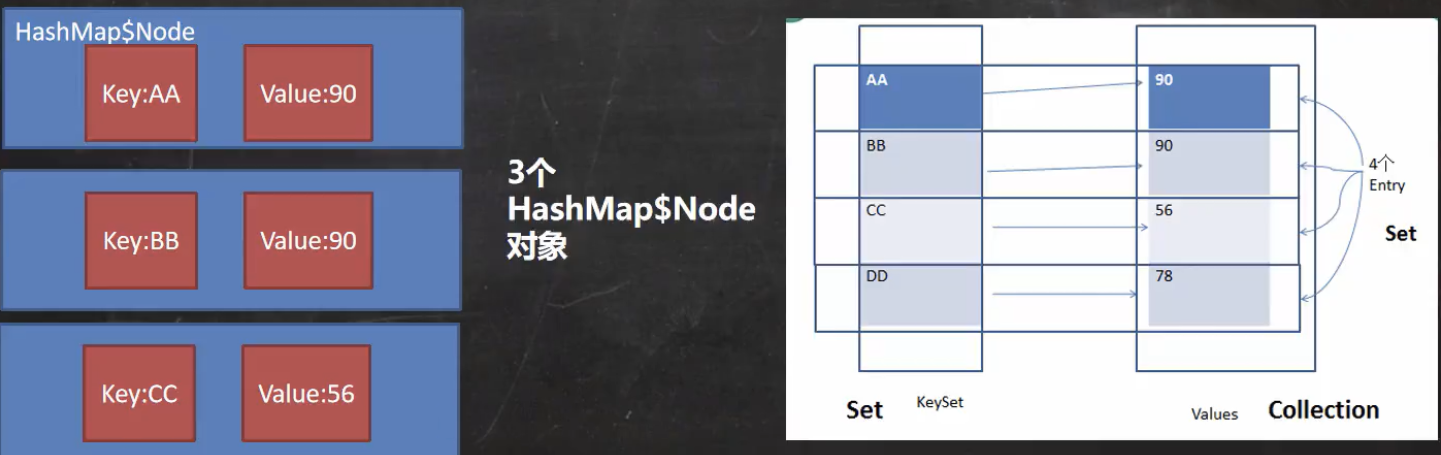 HashMap$Node
Key:AA
Value:90
Key:BB
Value:90
Key:CC
Value:56
3个
HashMap$Node
对象
AA
90
BB
90
CC
56
DD
78
4个
Entry
Set
Set
KeySet
Values
Collection